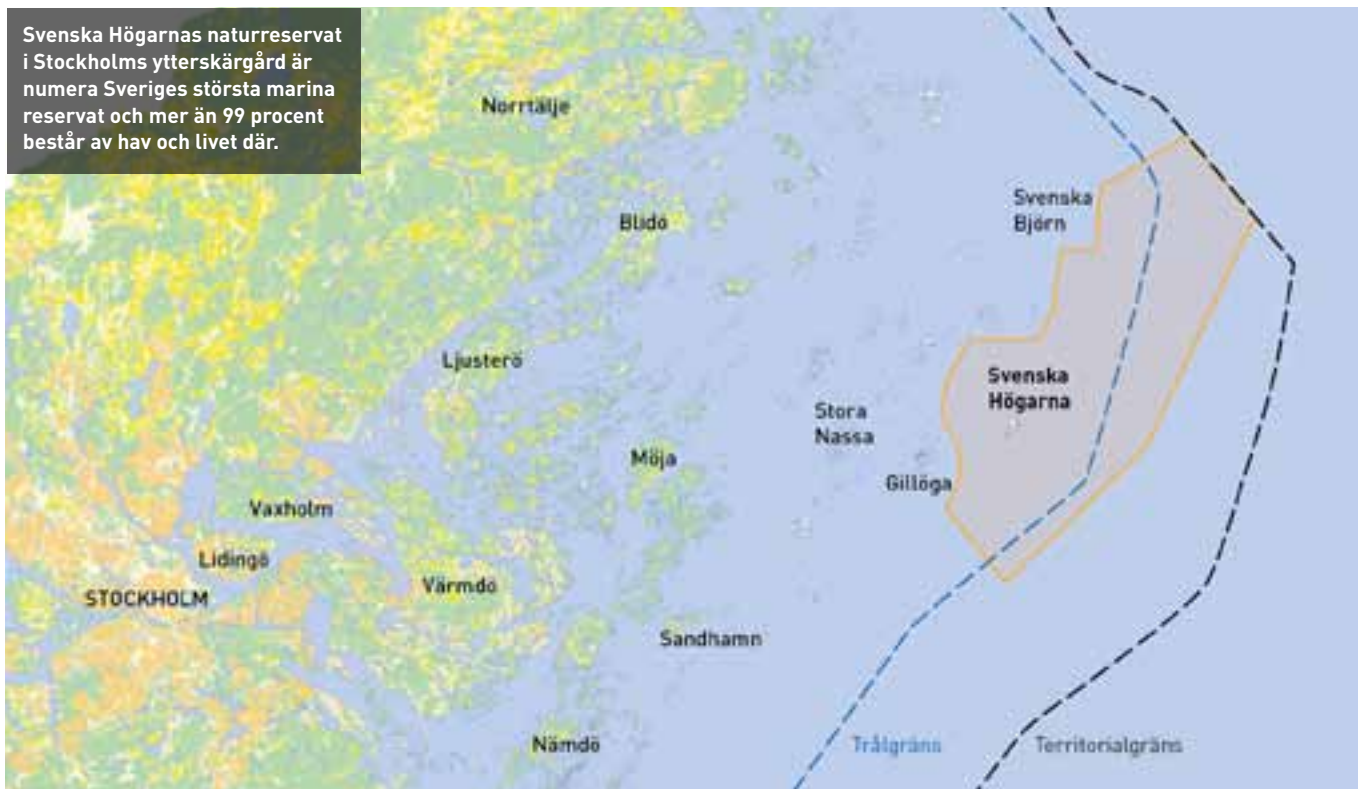 Svenska Högarnas naturreservat
i Stockholms ytterskärgård är
numera Sveriges största marina
reservat och mer än 99 procent
består av hav och livet där.
Norrtälje
Svenska
Björn
Blidö
Ljusterö
Svenska
Högarna
Stora
Nassa
Möja
Gillöga
Vaxholm
Lidingö
Värmdö
STOCKHOLM
Sandhamn
Nämdö
Trålgräns
Territorialgräns